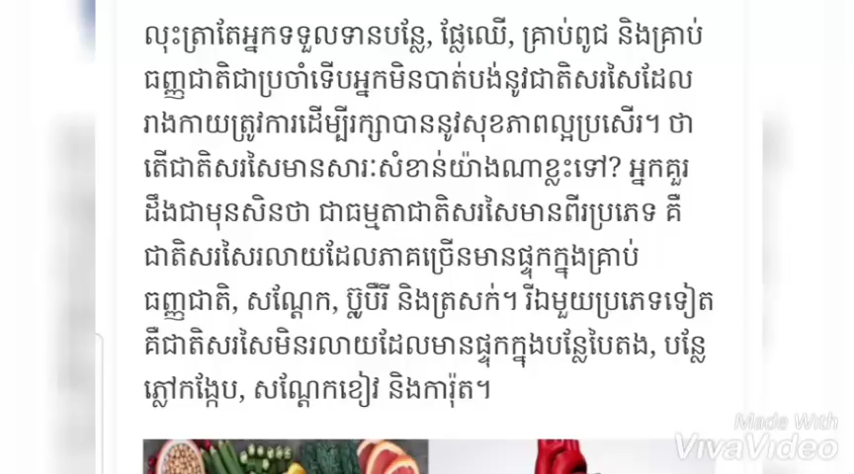 លុះត្រាតែអ្នកទទួលទានបន្លែ, ផ្លែឈើ, គ្រាប់ពូជ និងគ្រាប់
ធញ្ញជាតិជាប្រចាំទើបអ្នកមិនបាត់បង់នូវជាតិសរសៃដែល
រាងកាយត្រូវការដើម្បីរក្សាបាននូវសុខភាពល្អប្រសើរ។ ថា
តើជាតិសរសៃមានសារៈសំខាន់យ៉ាងណាខ្លះទៅ? អ្នកគួរ
ដឹងជាមុនសិនថា ជាធម្មតាជាតិសរសៃមានពីរប្រភេទ គឺ
ជាតិសរសៃរលាយដែលភាគច្រើនមានផ្ទុកក្នុងគ្រាប់
ធញ្ញជាតិ, សណ្តែក, ប៊្លូបឺរី និងត្រសក់។ រីឯមួយប្រភេទទៀត
គឺជាតិសរសៃមិនរលាយដែលមានផ្ទុកក្នុងបន្លែបៃតង, បន្លែ
ភ្លៅកង្កែប, សណ្តែកខៀវ និងការ៉ុត។
Made With
VivaVideo